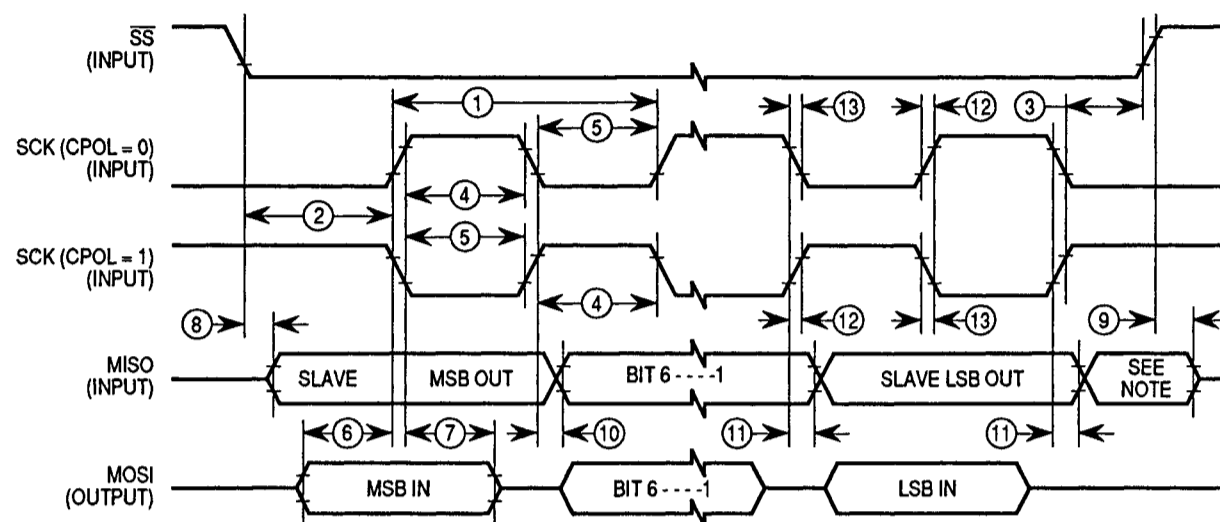 SS
(INPUT)
1
13
12
3
5
SCK (CPOL = 0)
(INPUT)
4
2
5
SCK (CPOL = 1)
(INPUT)
4
8
12
13
9
MISO
(INPUT)
SLAVE MSB OUT
BIT 6 - - - - - 1
SLAVE LSB OUT
SEE
NOTE
6
7
10
11
11
MOSI
(OUTPUT)
MSB IN
BIT 6 - - - - - 1
LSB IN